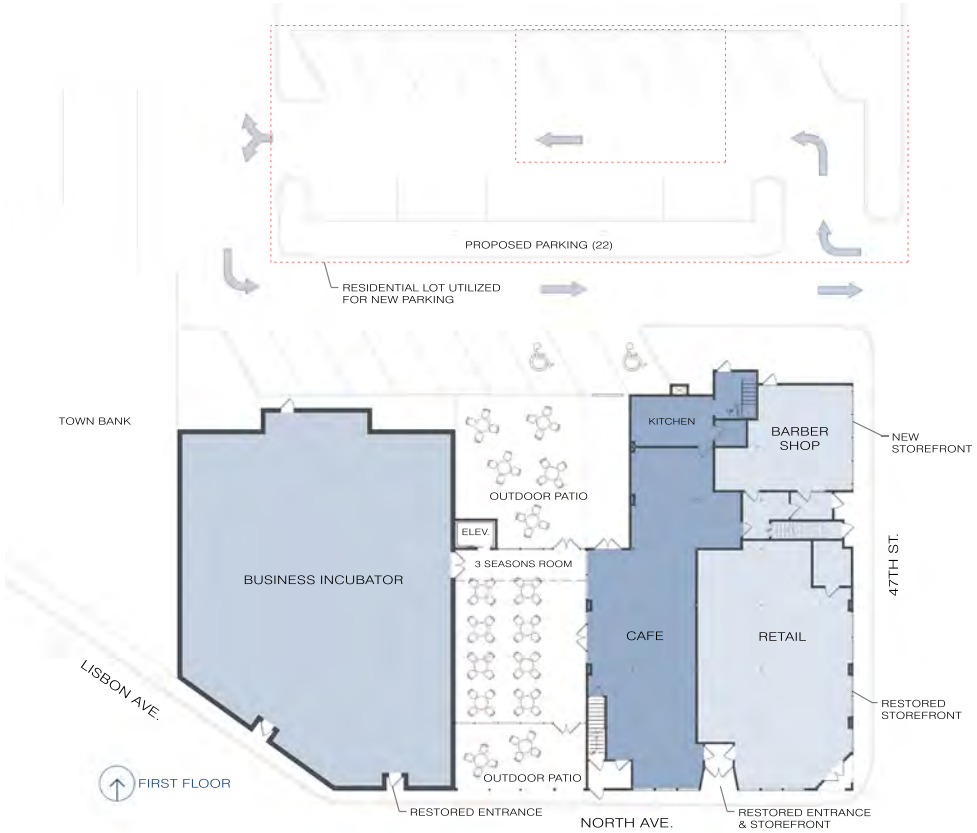 PROPOSED PARKING (22)
RESIDENTIAL LOT UTILIZED
FOR NEW PARKING
TOWN BANK
KITCHEN
BARBER
SHOP
NEW
STOREFRONT
OUTDOOR PATIO
ELEV.
3 SEASONS ROOM
BUSINESS INCUBATOR
CAFE
RETAIL
47TH ST.
LISBON AVE.
RESTORED
STOREFRONT
OUTDOOR PATIO
FIRST FLOOR
RESTORED ENTRANCE
NORTH AVE.
RESTORED ENTRANCE
& STOREFRONT